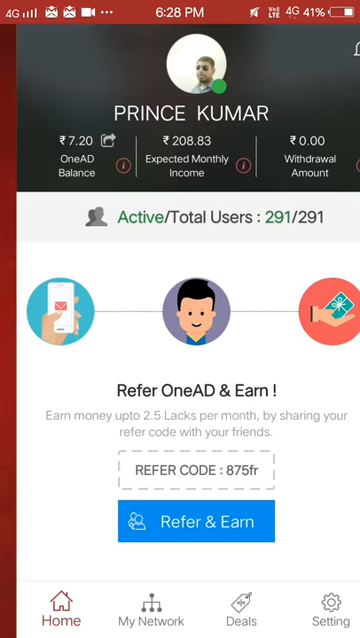 4G 6:28 PM VoJ LTE 4G 41%
PRINCE KUMAR
₹ 7.20 ₹ 208.83 ₹ 0.00
OneAD Balance Expected Monthly Income Withdrawal Amount
Active/Total Users : 291/291
Refer OneAD & Earn !
Earn money upto 2.5 Lacks per month, by sharing your
refer code with your friends.
REFER CODE : 875fr
Refer & Earn
Home My Network Deals Setting